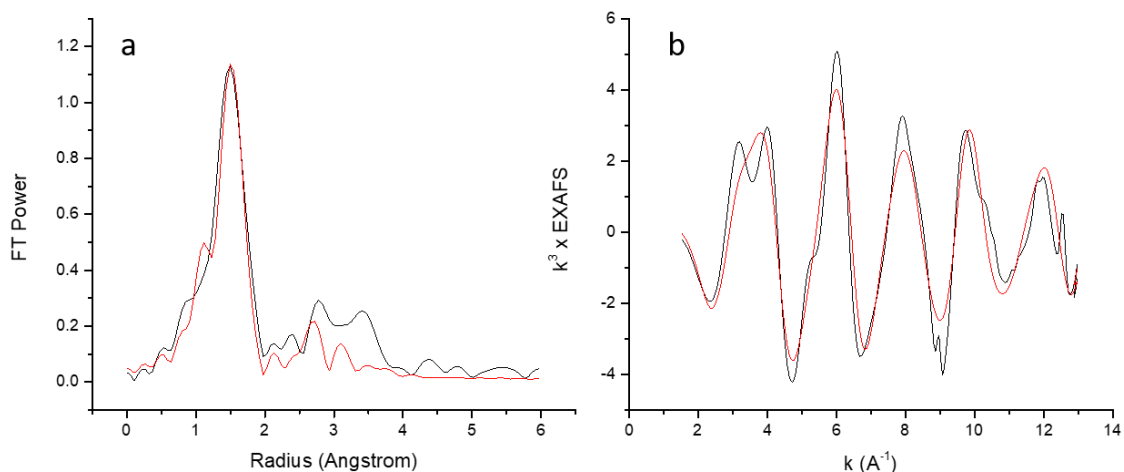 a
1.2
1.0
0.8
0.6
0.4
0.2
0.0
FT Power
0 1 2 3 4 5 6
Radius (Angstrom)
b
6
4
2
0
-2
-4
k³ x EXAFS
0 2 4 6 8 10 12 14
k (A⁻¹)